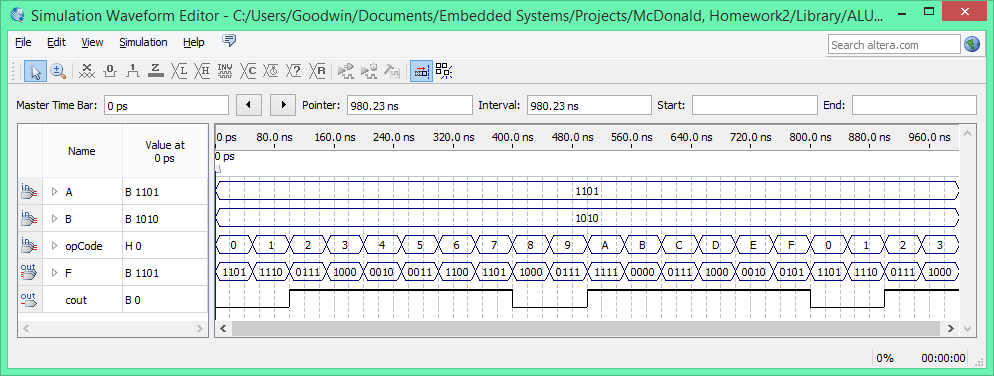 Simulation Waveform Editor - C:/Users/Goodwin/Documents/Embedded Systems/Projects/McDonald, Homework2/Library/ALU...
File Edit View Simulation Help
Search altera.com
Master Time Bar: 0 ps Pointer: 980.23 ns Interval: 980.23 ns Start: End:
Name Value at 0 ps
0 ps 80.0 ns 160.0 ns 240.0 ns 320.0 ns 400.0 ns 480.0 ns 560.0 ns 640.0 ns 720.0 ns 800.0 ns 880.0 ns 960.0 ns
0 ps
in A B 1101 1101
in B B 1010 1010
in opCode H 0 0 1 2 3 4 5 6 7 8 9 A B C D E F 0 1 2 3
out F B 1101 1101 1110 0111 1000 0010 0011 1100 1101 1000 0111 1111 0000 0111 1000 0010 0101 1101 1110 0111 1000
out cout B 0
0% 00:00:00